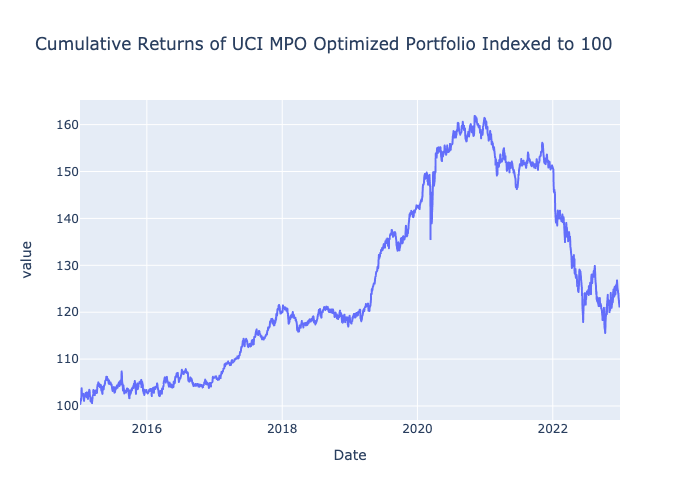 Cumulative Returns of UCI MPO Optimized Portfolio Indexed to 100
160
150
140
130
120
110
100
value
2016 2018 2020 2022
Date